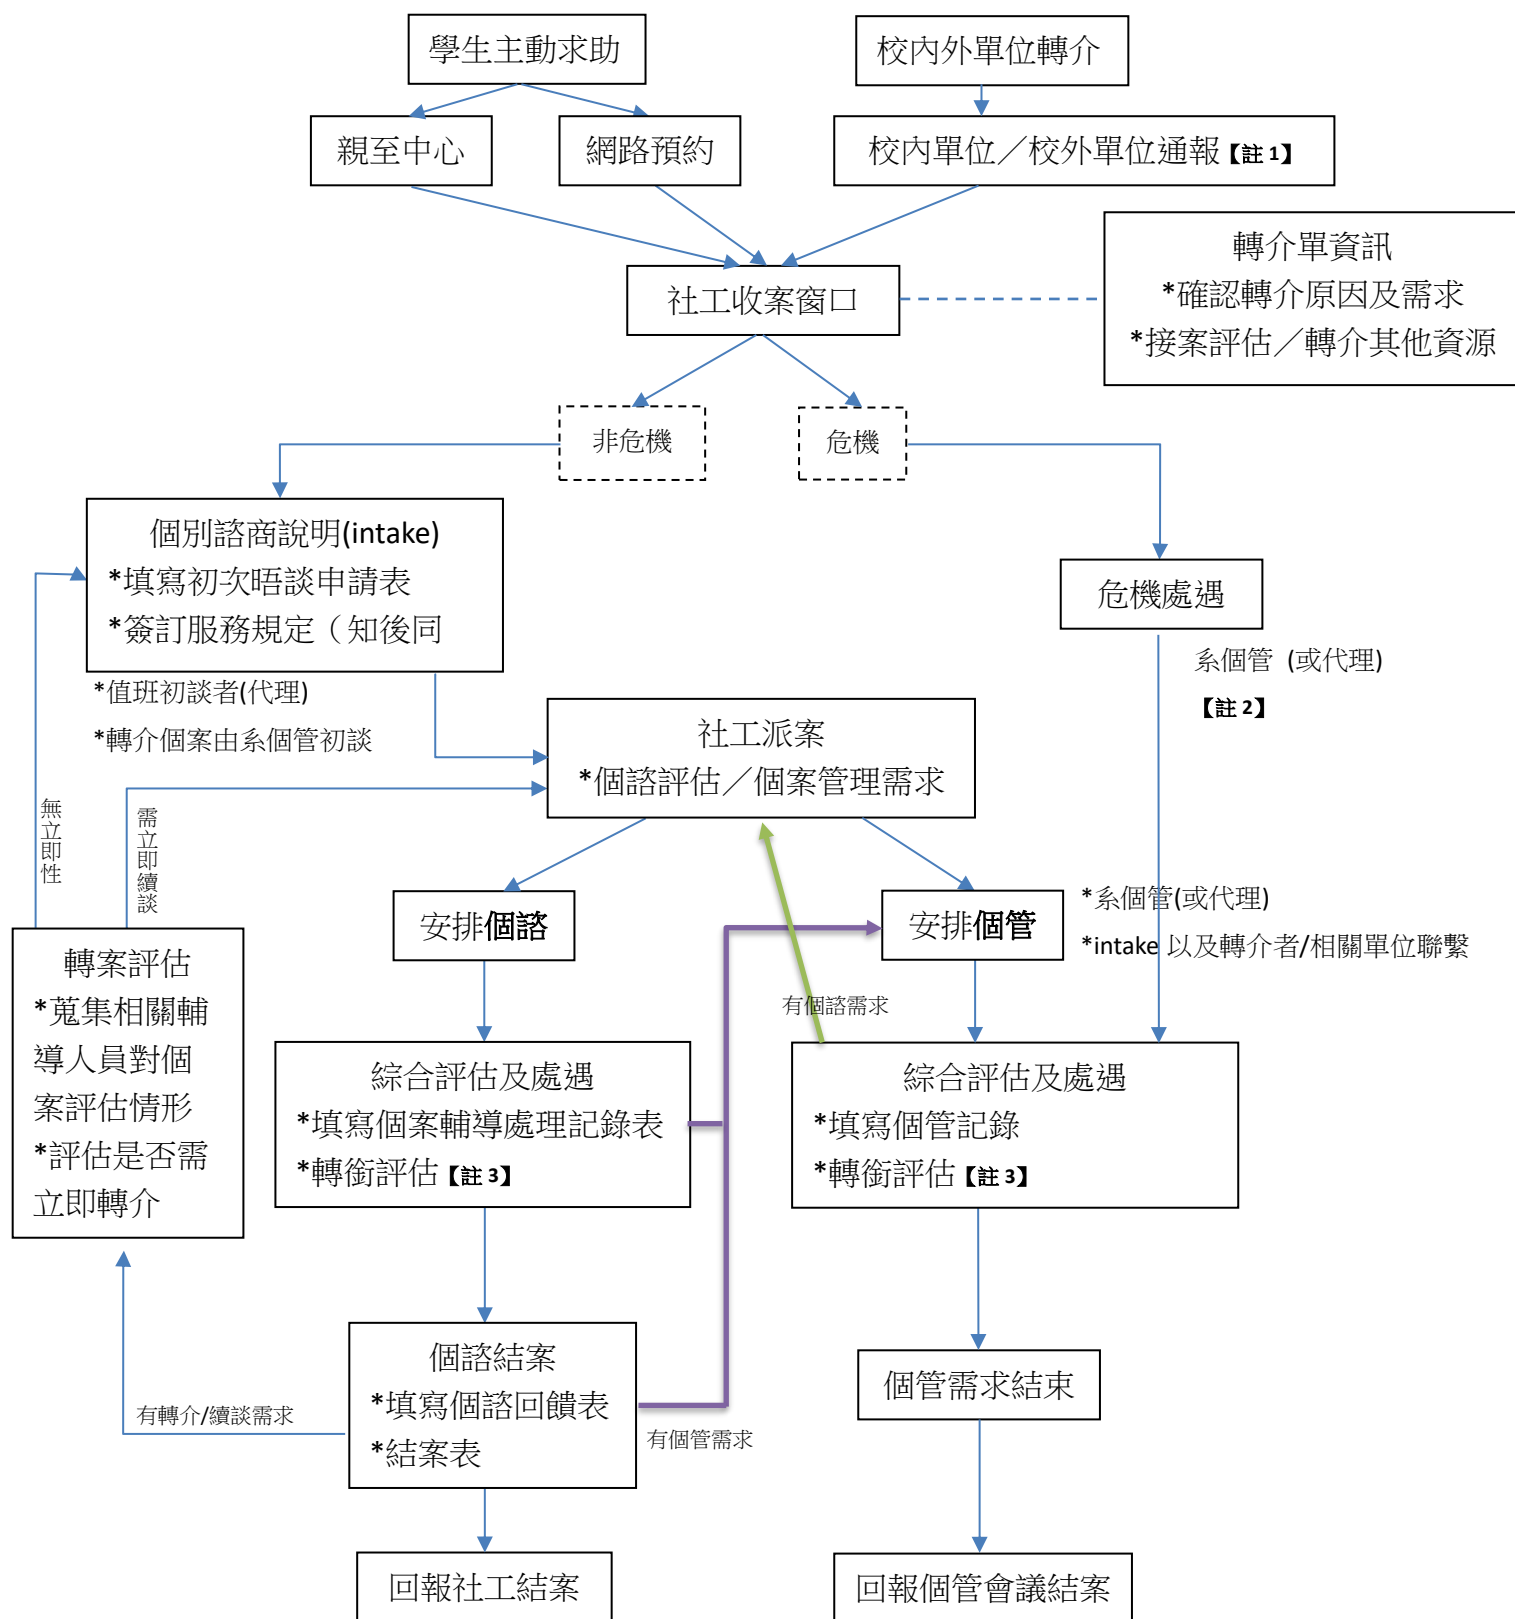 學生主動求助
校內外單位轉介
親至中心
網路預約
校內單位／校外單位通報【註 1】
轉介單資訊
*確認轉介原因及需求
*接案評估／轉介其他資源
社工收案窗口
非危機
危機
個別諮商說明(intake)
*填寫初次晤談申請表
*簽訂服務規定（知後同
危機處遇
*值班初談者(代理)
*轉介個案由系個管初談
系個管 (或代理)
【註 2】
社工派案
*個諮評估／個案管理需求
無立即性
需立即續談
安排個諮
安排個管
*系個管(或代理)
*intake 以及轉介者/相關單位聯繫
轉案評估
*蒐集相關輔
導人員對個
案評估情形
*評估是否需
立即轉介
有個諮需求
綜合評估及處遇
*填寫個案輔導處理記錄表
*轉銜評估【註 3】
綜合評估及處遇
*填寫個管記錄
*轉銜評估【註 3】
個諮結案
*填寫個諮回饋表
*結案表
個管需求結束
有轉介/續談需求
有個管需求
回報社工結案
回報個管會議結案